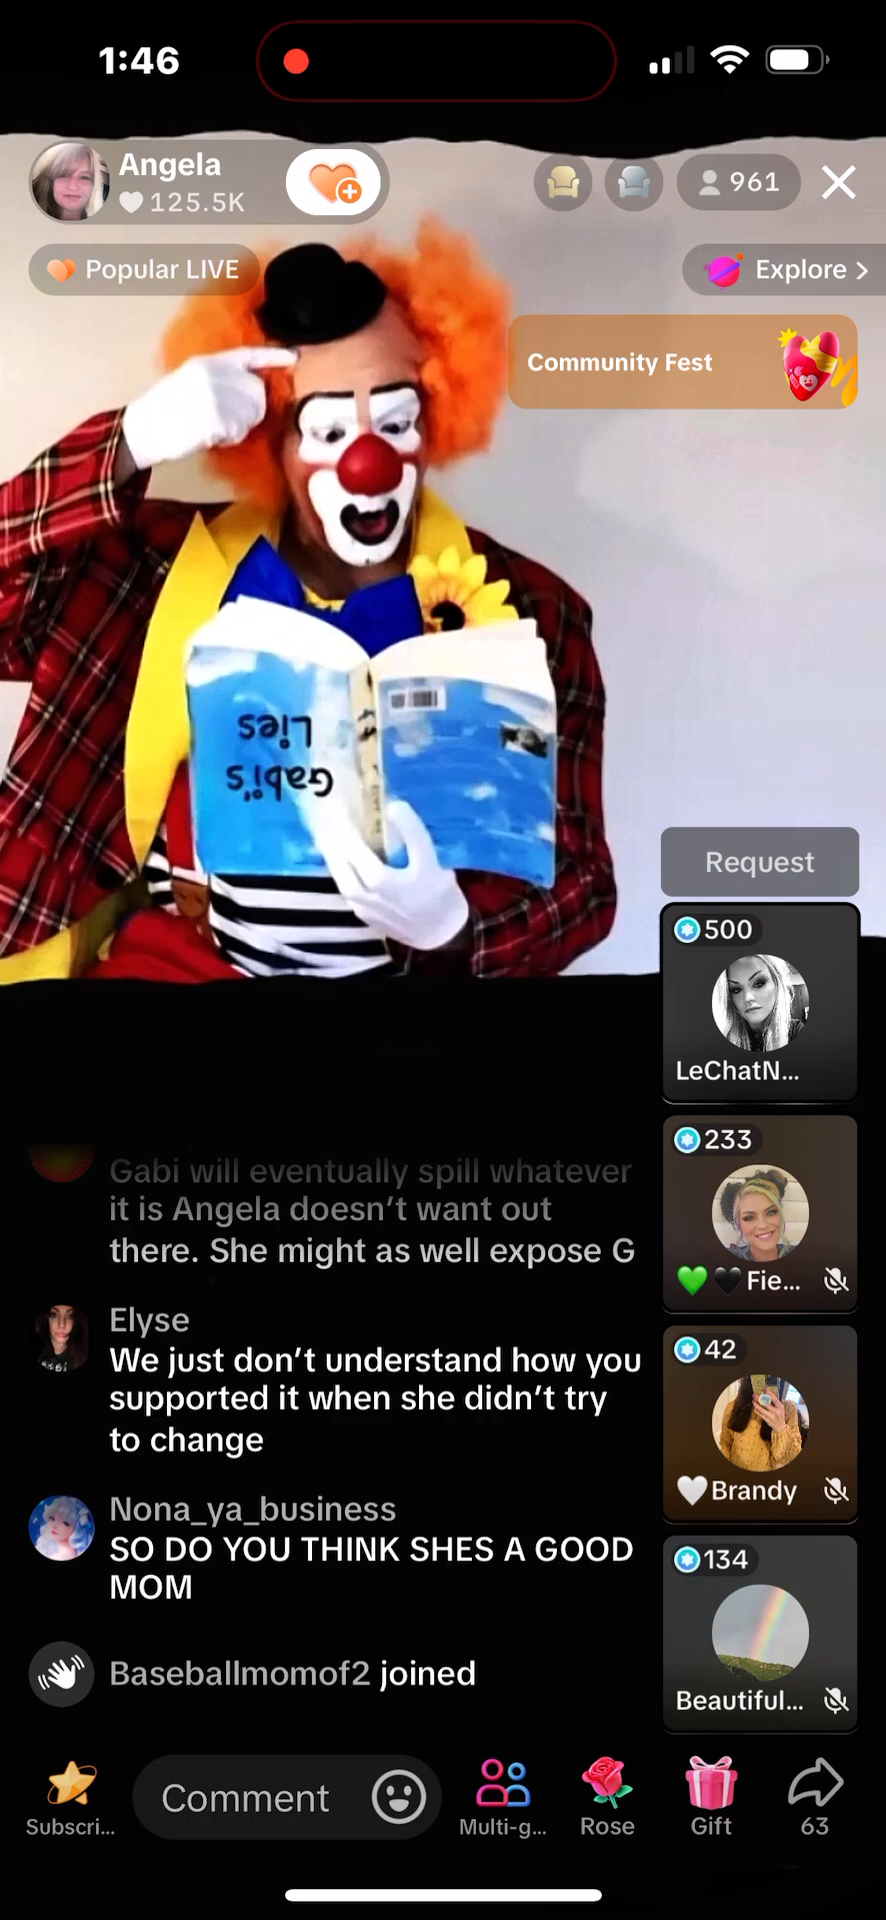 1:46
Angela
125.5K
961
Popular LIVE
Explore >
Community Fest
Gabi's
Lies
Request
500
LeChatN...
Gabi will eventually spill whatever
it is Angela doesn't want out
there. She might as well expose G
233
💚🖤 Fie...
Elyse
We just don't understand how you
supported it when she didn't try
to change
42
🤍Brandy
Nona_ya_business
SO DO YOU THINK SHES A GOOD
MOM
134
Beautiful...
Baseballmomof2 joined
Subscri...
Comment
Multi-g...
Rose
Gift
63